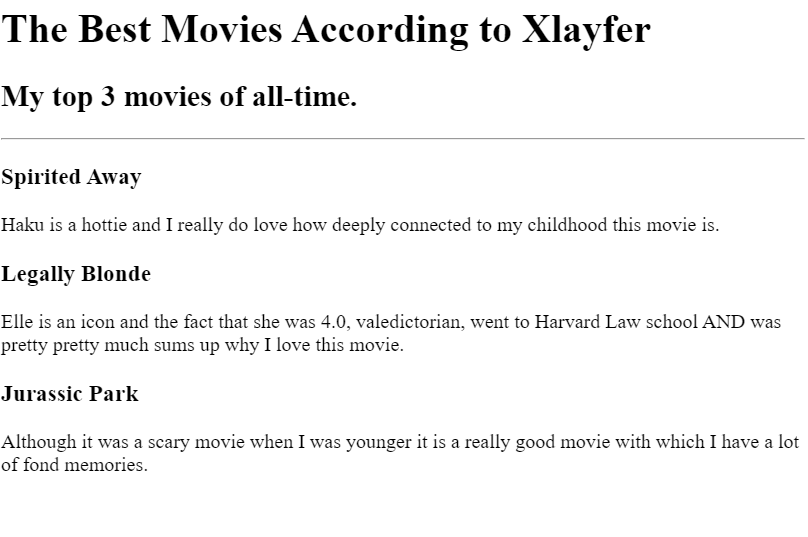 The Best Movies According to Xlayfer
My top 3 movies of all-time.
Spirited Away
Haku is a hottie and I really do love how deeply connected to my childhood this movie is.
Legally Blonde
Elle is an icon and the fact that she was 4.0, valedictorian, went to Harvard Law school AND was
pretty pretty much sums up why I love this movie.
Jurassic Park
Although it was a scary movie when I was younger it is a really good movie with which I have a lot
of fond memories.